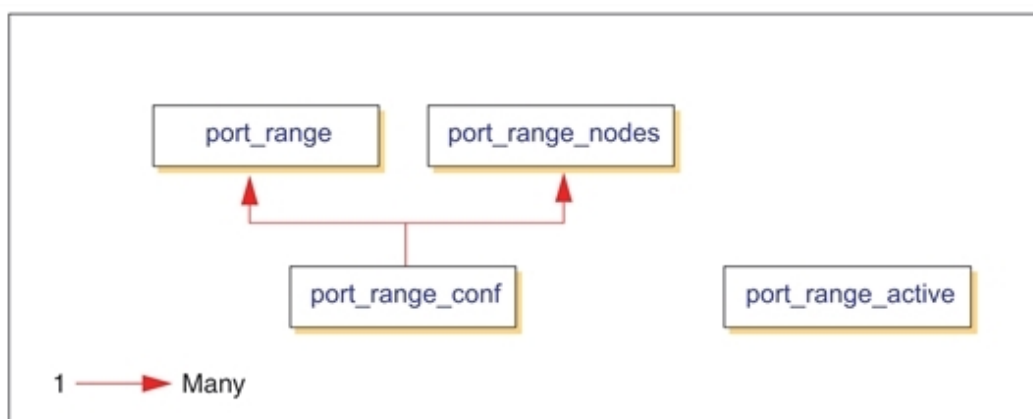 port_range
port_range_nodes
port_range_conf
port_range_active
1 Many